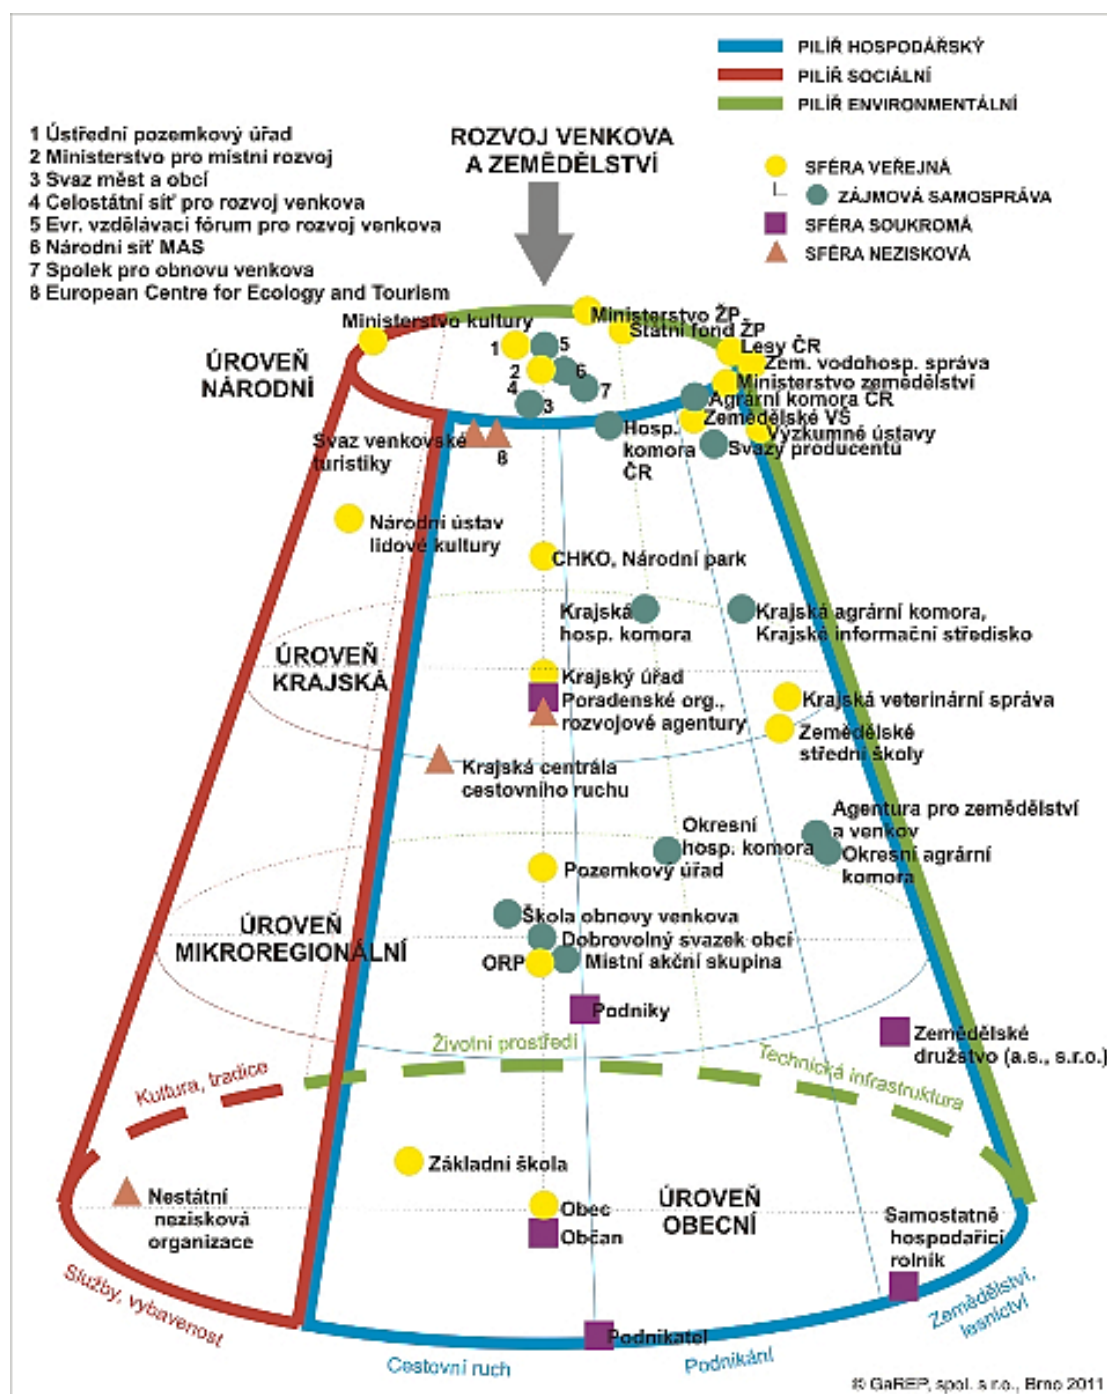 PILÍŘ HOSPODÁŘSKÝ
PILÍŘ SOCIÁLNÍ
PILÍŘ ENVIRONMENTÁLNÍ
1 Ústřední pozemkový úřad
2 Ministerstvo pro místní rozvoj
3 Svaz měst a obcí
4 Celostátní síť pro rozvoj venkova
5 Evr. vzdělávací fórum pro rozvoj venkova
6 Národní síť MAS
7 Spolek pro obnovu venkova
8 European Centre for Ecology and Tourism
ROZVOJ VENKOVA
A ZEMĚDĚLSTVÍ
SFÉRA VEŘEJNÁ
ZÁJMOVÁ SAMOSPRÁVA
SFÉRA SOUKROMÁ
SFÉRA NEZISKOVÁ
Ministerstvo kultury
Ministerstvo ŽP
Státní fond ŽP
Lesy ČR
Zem. vodohosp. správa
Ministerstvo zemědělství
Agrární komora ČR
Zemědělské VŠ
Výzkumné ústavy
Svazy producentů
ÚROVEŇ
NÁRODNÍ
1
5
2
6
4
7
3
Hosp.
komora
ČR
Svaz venkovské
turistiky
8
Národní ústav
lidové kultury
CHKO, Národní park
Krajská
hosp. komora
Krajská agrární komora,
Krajské informační středisko
ÚROVEŇ
KRAJSKÁ
Krajský úřad
Poradenské org.,
rozvojové agentury
Krajská veterinární správa
Zemědělské
střední školy
Krajská centrála
cestovního ruchu
Okresní
hosp. komora
Agentura pro zemědělství
a venkov
Okresní agrární
komora
Pozemkový úřad
ÚROVEŇ
MIKROREGIONÁLNÍ
Škola obnovy venkova
Dobrovolný svazek obcí
ORP
Místní akční skupina
Podniky
Zemědělské
družstvo (a.s., s.r.o.)
Životní prostředí
Kultura, tradice
Technická infrastruktura
Základní škola
Nestátní
nezisková
organizace
Obec
Občan
ÚROVEŇ
OBECNÍ
Samostatně
hospodařící
rolník
Služby, vybavenost
Podnikatel
Cestovní ruch
Podnikání
Zemědělství,
lesnictví
© GaREP, spol. s r.o., Brno 2011